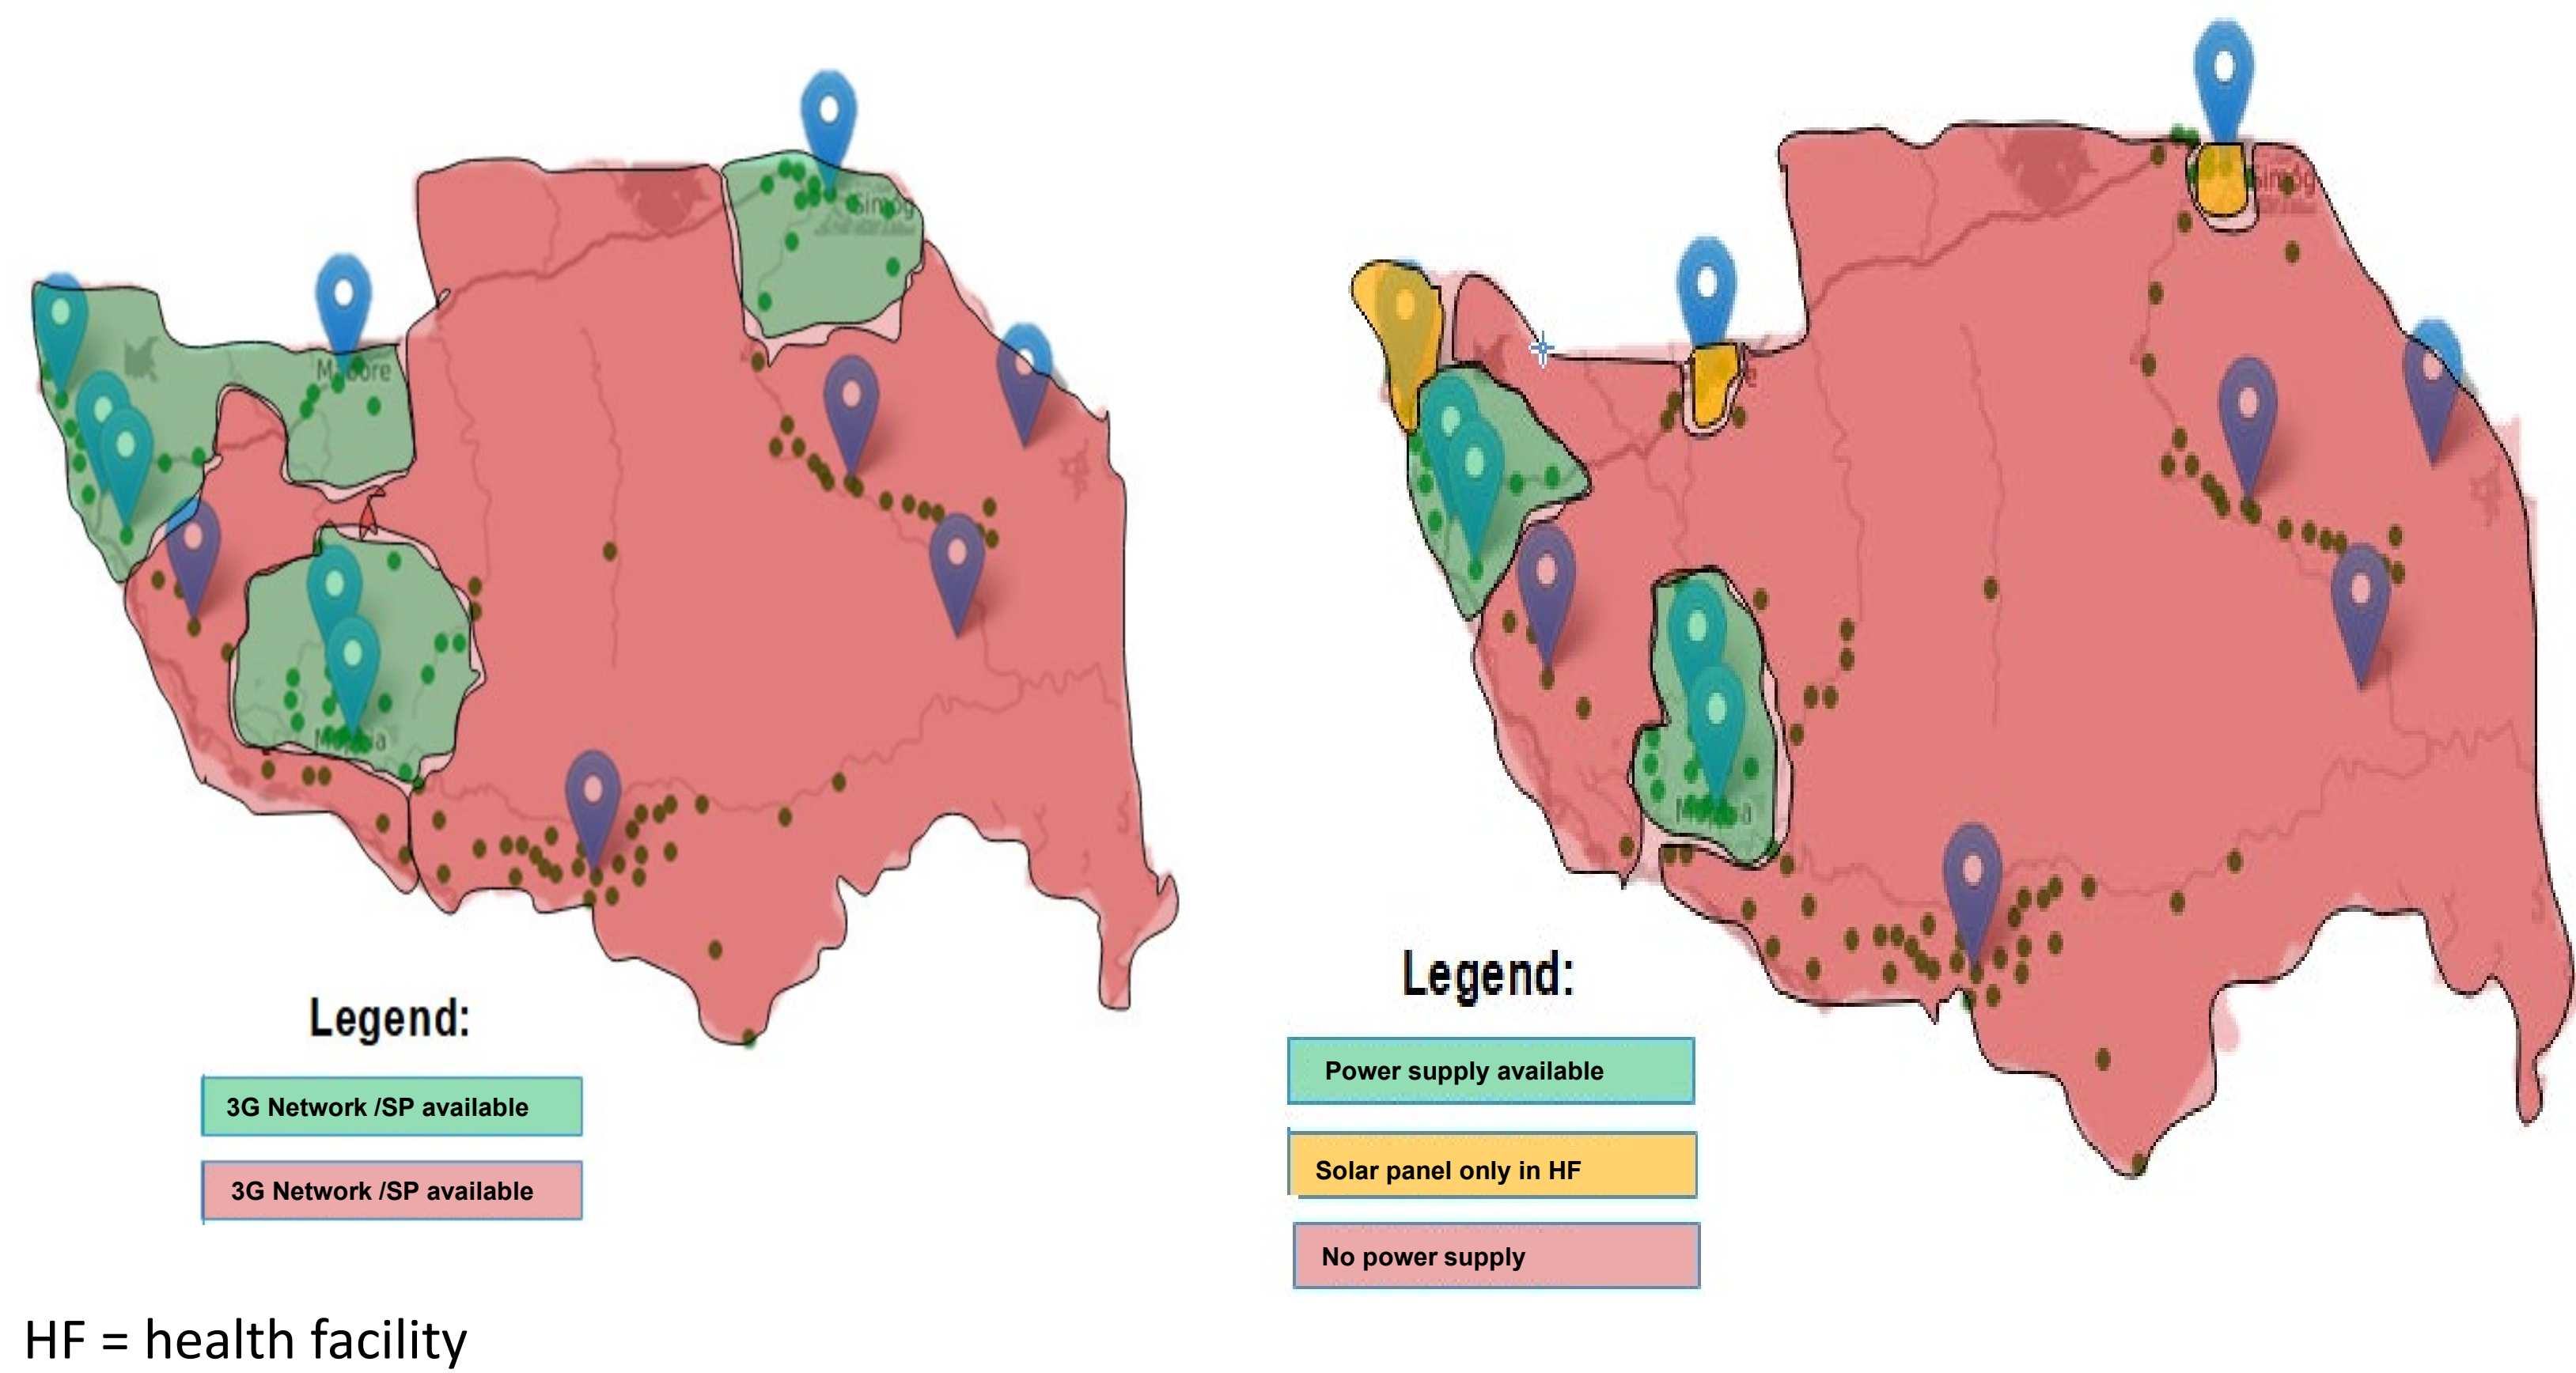 Legend:
3G Network /SP available
3G Network /SP available
Legend:
Power supply available
Solar panel only in HF
No power supply
HF = health facility